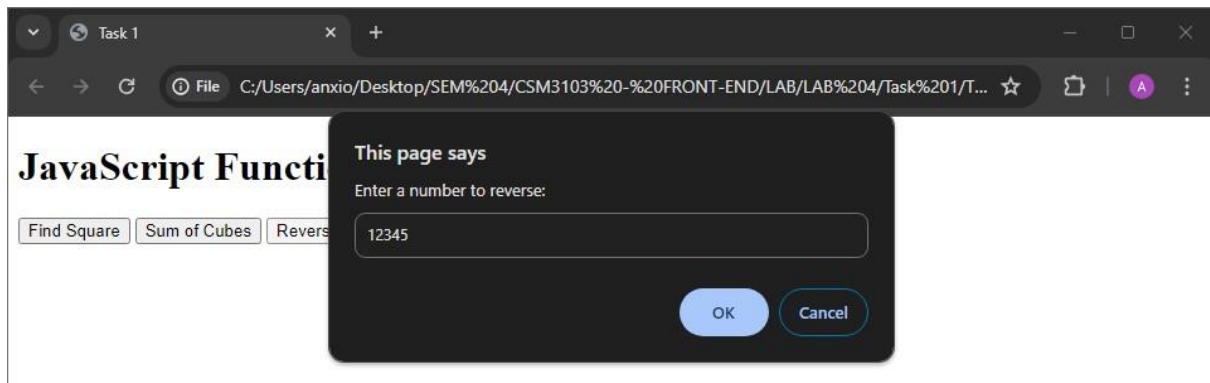 Task 1
File C:/Users/anxio/Desktop/SEM%204/CSM3103%20-%20FRONT-END/LAB/LAB%204/Task%201/T...
A
This page says
JavaScript Functi
Enter a number to reverse:
Find Square Sum of Cubes Revers
12345
OK Cancel